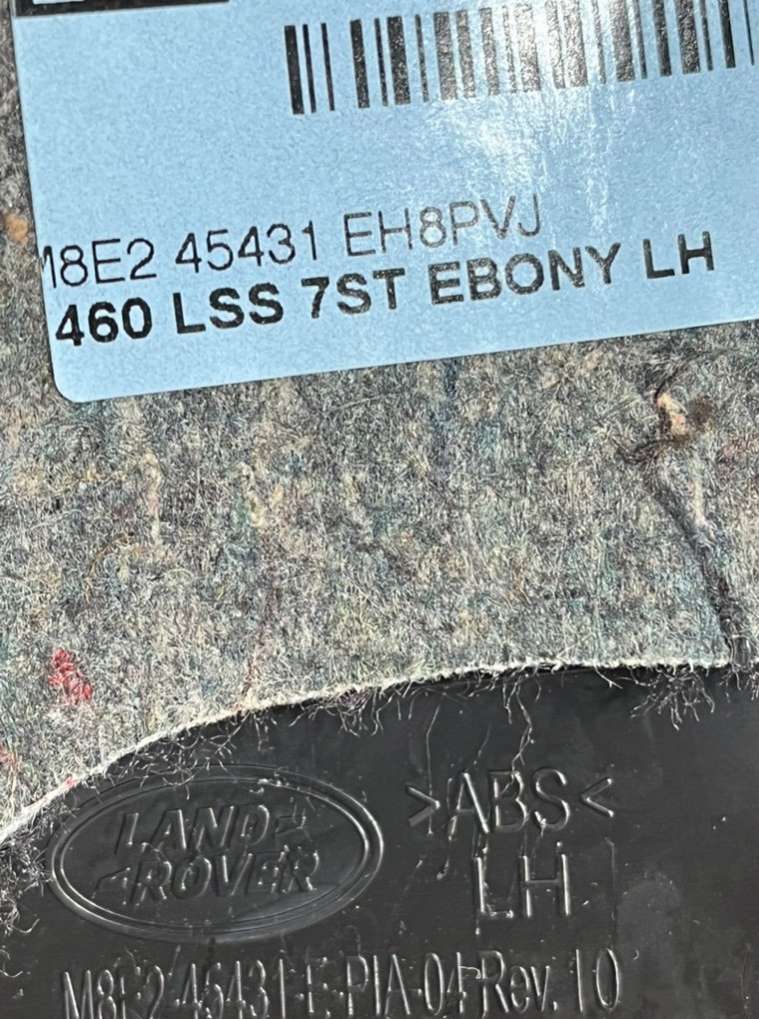 M8E2 45431 EH8PVJ
460 LSS 7ST EBONY LH
LAND
ROVER
>ABS<
LH
M8E2 45431 E PIA-04 Rev. 10